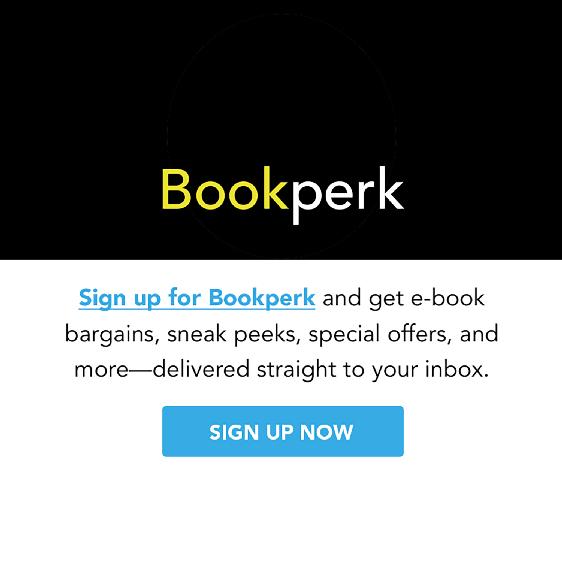 Bookperk
Sign up for Bookperk and get e-book
bargains, sneak peeks, special offers, and
more—delivered straight to your inbox.
SIGN UP NOW